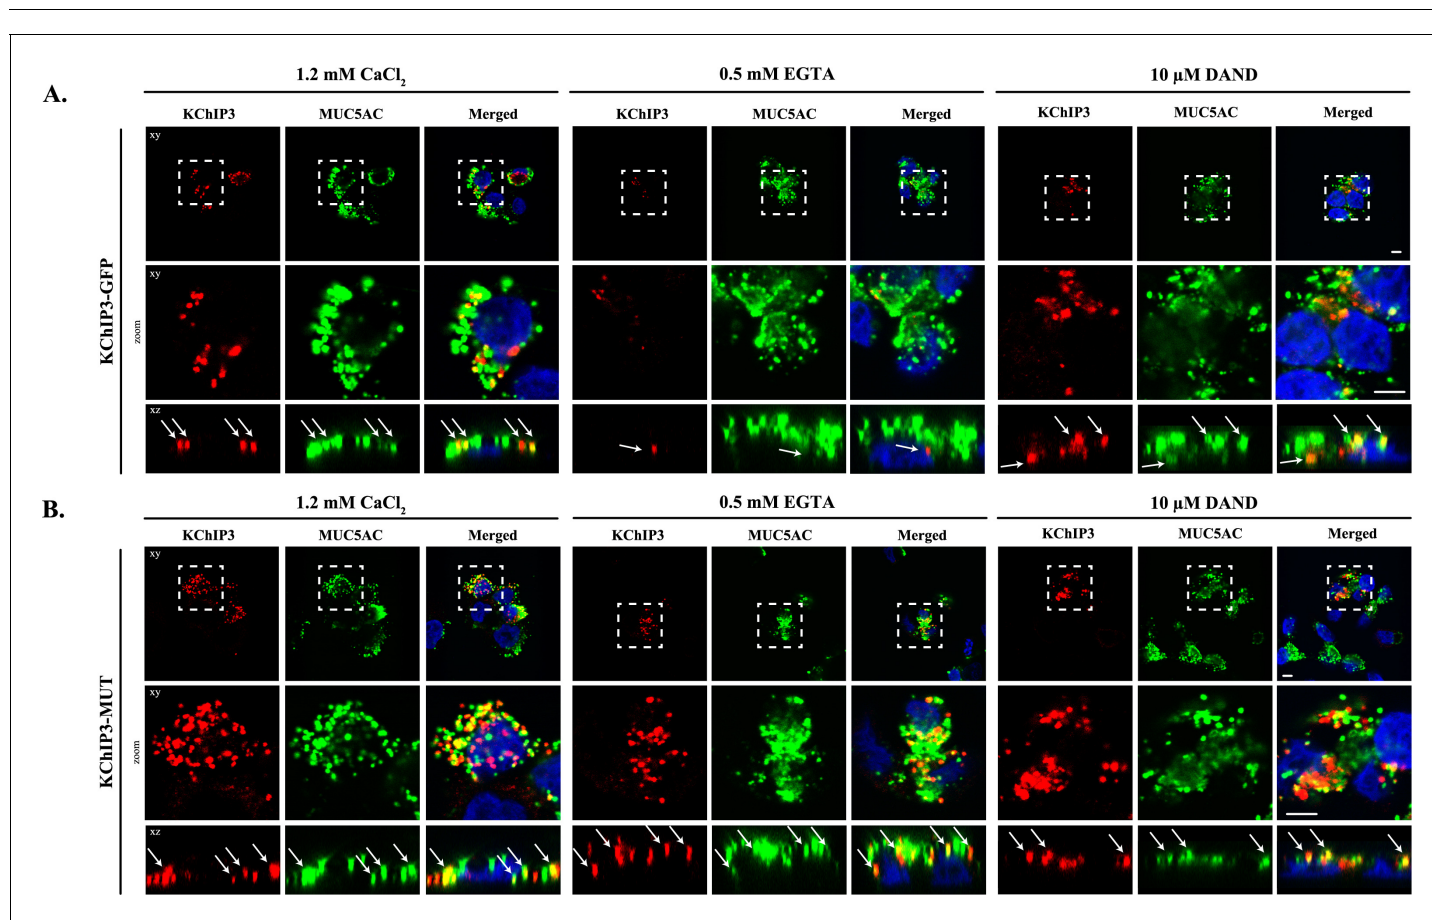 A.
1.2 mM CaCl2
0.5 mM EGTA
10 µM DAND
KChIP3
MUC5AC
Merged
KChIP3
MUC5AC
Merged
KChIP3
MUC5AC
Merged
KChIP3-GFP
xy
xy
zoom
xz
B.
1.2 mM CaCl2
0.5 mM EGTA
10 µM DAND
KChIP3
MUC5AC
Merged
KChIP3
MUC5AC
Merged
KChIP3
MUC5AC
Merged
KChIP3-MUT
xy
xy
zoom
xz